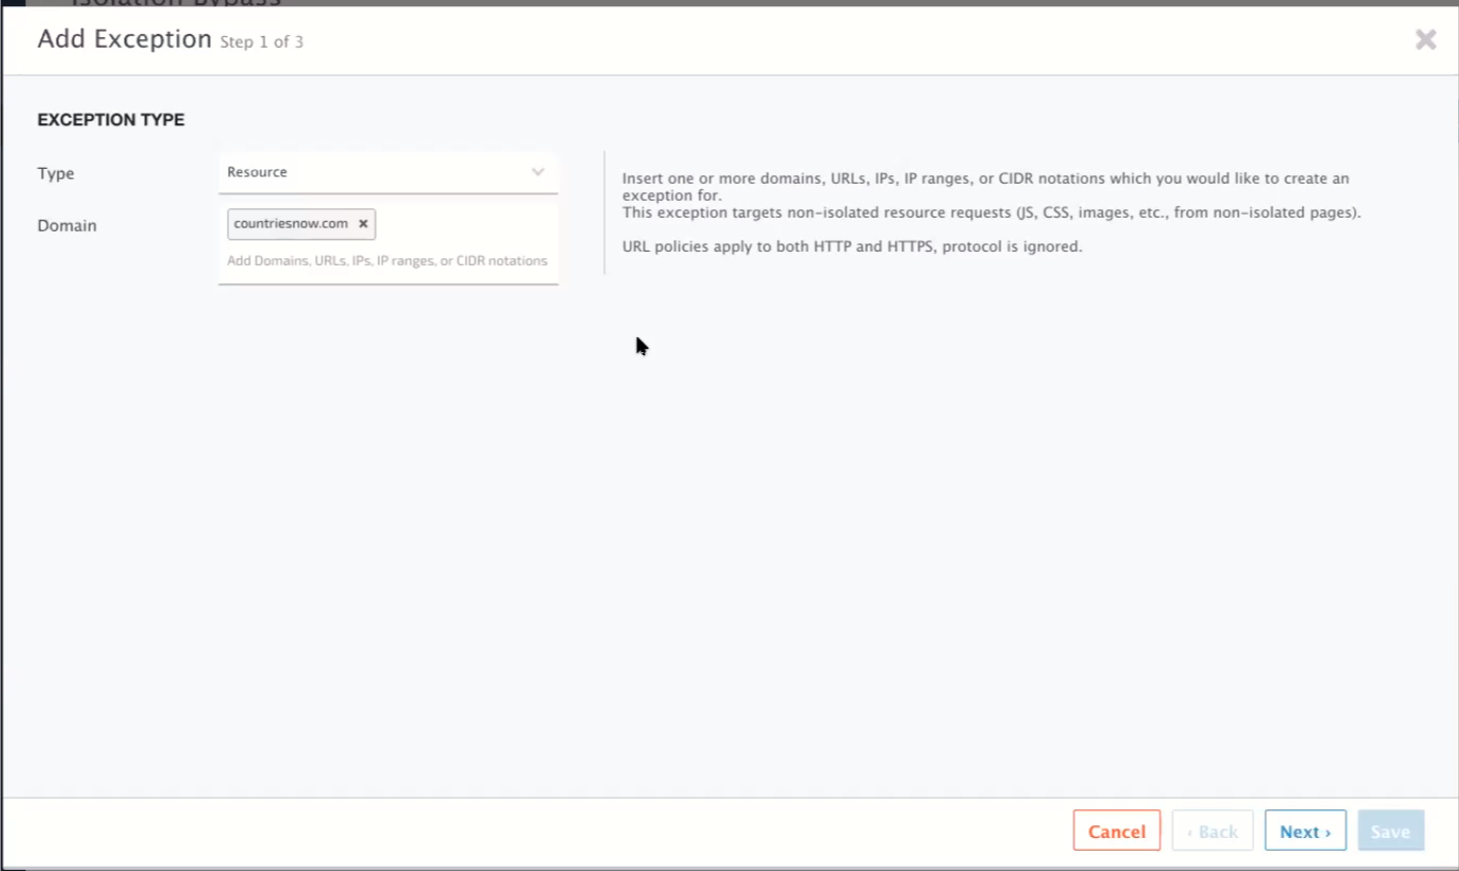 Isolation Bypass
Add Exception Step 1 of 3
EXCEPTION TYPE
Type
Resource
Domain
countriesnow.com
Add Domains, URLs, IPs, IP ranges, or CIDR notations
Insert one or more domains, URLs, IPs, IP ranges, or CIDR notations which you would like to create an
exception for.
This exception targets non-isolated resource requests (JS, CSS, images, etc., from non-isolated pages).
URL policies apply to both HTTP and HTTPS, protocol is ignored.
Cancel
‹ Back
Next ›
Save